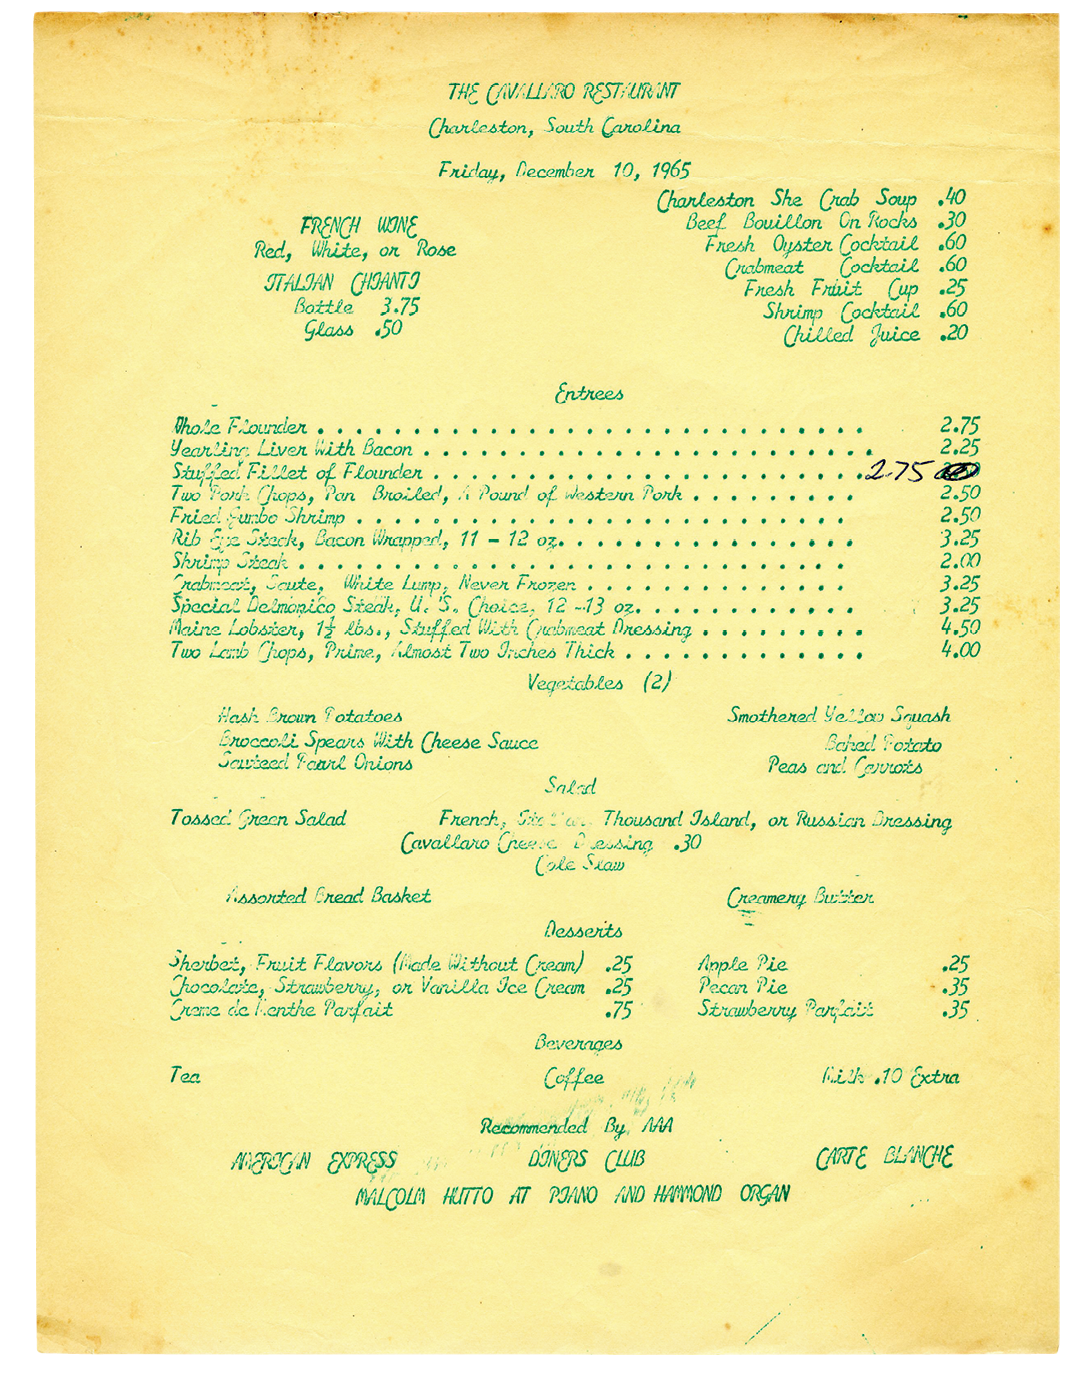 THE CAVALLARO RESTAURANT
Charleston, South Carolina
Friday, December 10, 1965
Charleston She Crab Soup .40
Beef Bouillon On Rocks .30
Fresh Oyster Cocktail .60
Crabmeat Cocktail .60
Fresh Fruit Cup .25
Shrimp Cocktail .60
Chilled Juice .20
FRENCH WINE
Red, White, or Rose
ITALIAN CHIANTI
Bottle 3.75
Glass .50
Entrees
Whole Flounder . . . . . . . . . . . . . . . . . . . . . . . . . . . . . 2.75
Yearling Liver With Bacon . . . . . . . . . . . . . . . . . . . . . . . . 2.25
Stuffed Fillet of Flounder . . . . . . . . . . . . . . . . . . . . . . . 2.75
Two Pork Chops, Pan Broiled, A Pound of Western Pork . . . . . . . . . 2.50
Fried Gumbo Shrimp . . . . . . . . . . . . . . . . . . . . . . . . . . 2.50
Rib Eye Steak, Bacon Wrapped, 11 - 12 oz. . . . . . . . . . . . . . . . 3.25
Shrimp Steak . . . . . . . . . . . . . . . . . . . . . . . . . . . . . 2.00
Crabmeat, Saute, White Lump, Never Frozen . . . . . . . . . . . . . . 3.25
Special Delmonico Steak, U. S. Choice, 12 -13 oz. . . . . . . . . . . . 3.25
Maine Lobster, 1½ lbs., Stuffed With Crabmeat Dressing . . . . . . . . . 4.50
Two Lamb Chops, Prime, Almost Two Inches Thick . . . . . . . . . . . . 4.00
Vegetables (2)
Hash Brown Potatoes Smothered Yellow Squash
Broccoli Spears With Cheese Sauce Baked Potato
Sauteed Pearl Onions Peas and Carrots
Salad
Tossed Green Salad French, Italian, Thousand Island, or Russian Dressing
Cavallaro Cheese Dressing .30
Cole Slaw
Assorted Bread Basket Creamery Butter
Desserts
Sherbet, Fruit Flavors (Made Without Cream) .25 Apple Pie .25
Chocolate, Strawberry, or Vanilla Ice Cream .25 Pecan Pie .35
Creme de Menthe Parfait .75 Strawberry Parfait .35
Beverages
Tea Coffee Milk .10 Extra
Recommended By AAA
AMERICAN EXPRESS DINERS CLUB CARTE BLANCHE
MALCOLM HUTTO AT PIANO AND HAMMOND ORGAN